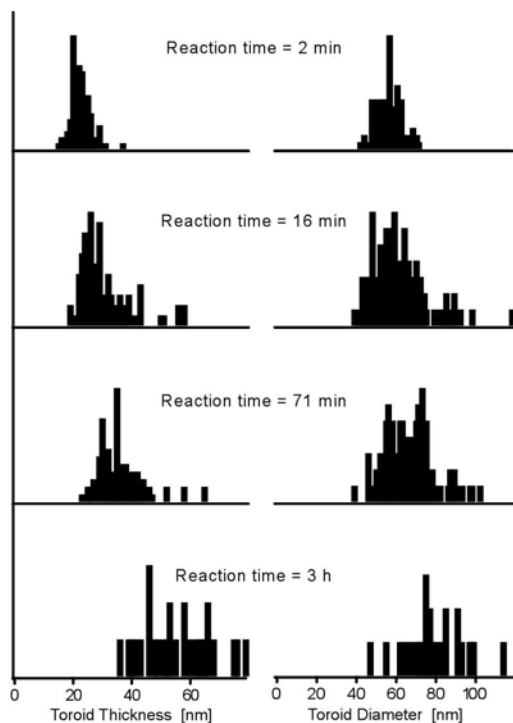 Reaction time = 2 min
Reaction time = 16 min
Reaction time = 71 min
Reaction time = 3 h
0 20 40 60 0 20 40 60 80 100
Toroid Thickness [nm] Toroid Diameter [nm]